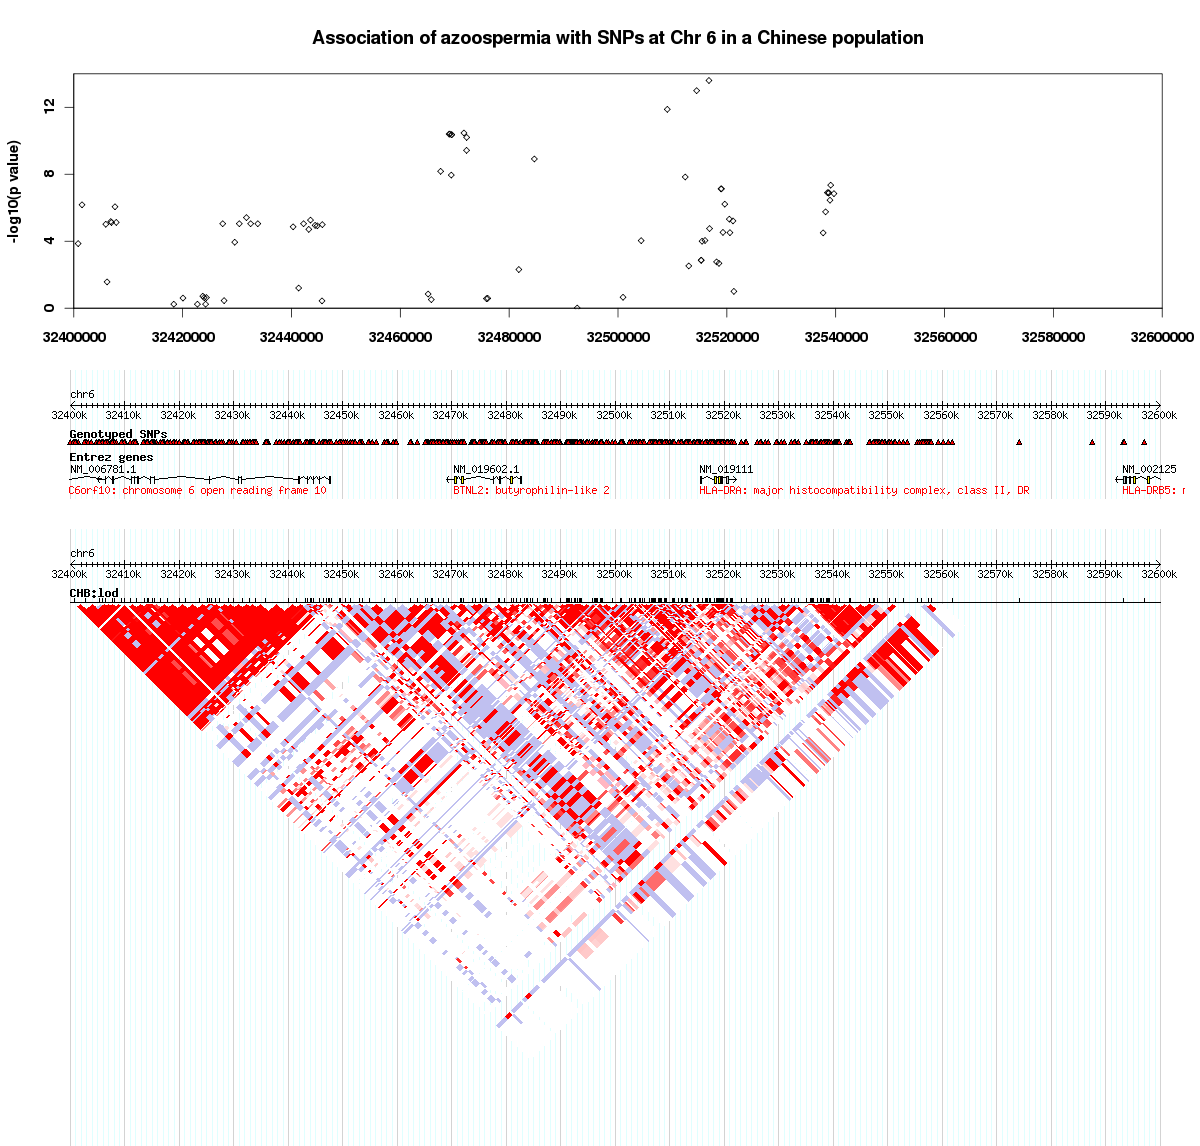 Association of azoospermia with SNPs at Chr 6 in a Chinese population
-log10(p value)
12
8
4
0
32400000 32420000 32440000 32460000 32480000 32500000 32520000 32540000 32560000 32580000 32600000
chr6
32400k 32410k 32420k 32430k 32440k 32450k 32460k 32470k 32480k 32490k 32500k 32510k 32520k 32530k 32540k 32550k 32560k 32570k 32580k 32590k 32600k
Genotyped SNPs
Entrez genes
NM_006781.1 NM_019602.1 NM_019111 NM_002125
C6orf10: chromosome 6 open reading frame 10 BTNL2: butyrophilin-like 2 HLA-DRA: major histocompatibility complex, class II, DR HLA-DRB5:
chr6
32400k 32410k 32420k 32430k 32440k 32450k 32460k 32470k 32480k 32490k 32500k 32510k 32520k 32530k 32540k 32550k 32560k 32570k 32580k 32590k 32600k
CHB:lod